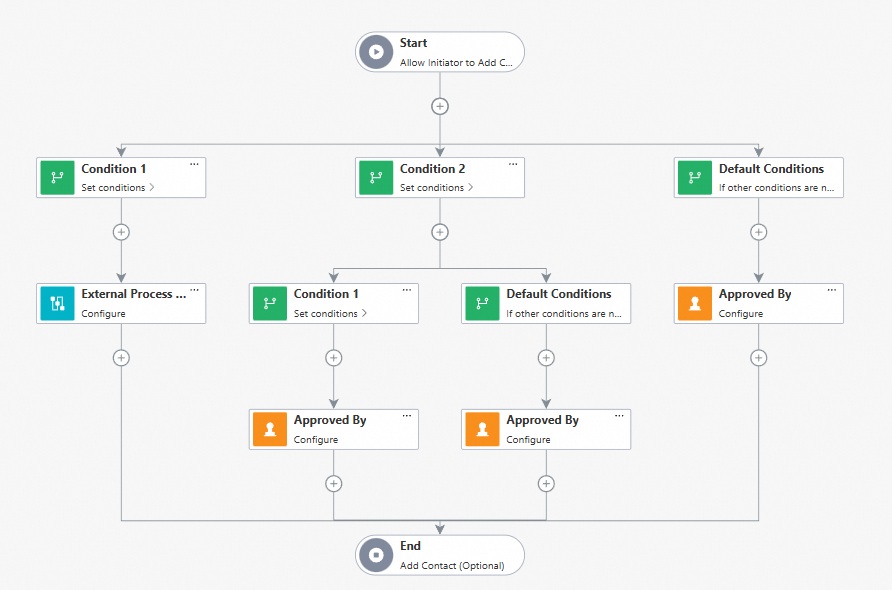 Start
Allow Initiator to Add C...
Condition 1
Set conditions
Condition 2
Set conditions
Default Conditions
If other conditions are n...
External Process ...
Configure
Condition 1
Set conditions
Default Conditions
If other conditions are n...
Approved By
Configure
Approved By
Configure
Approved By
Configure
End
Add Contact (Optional)